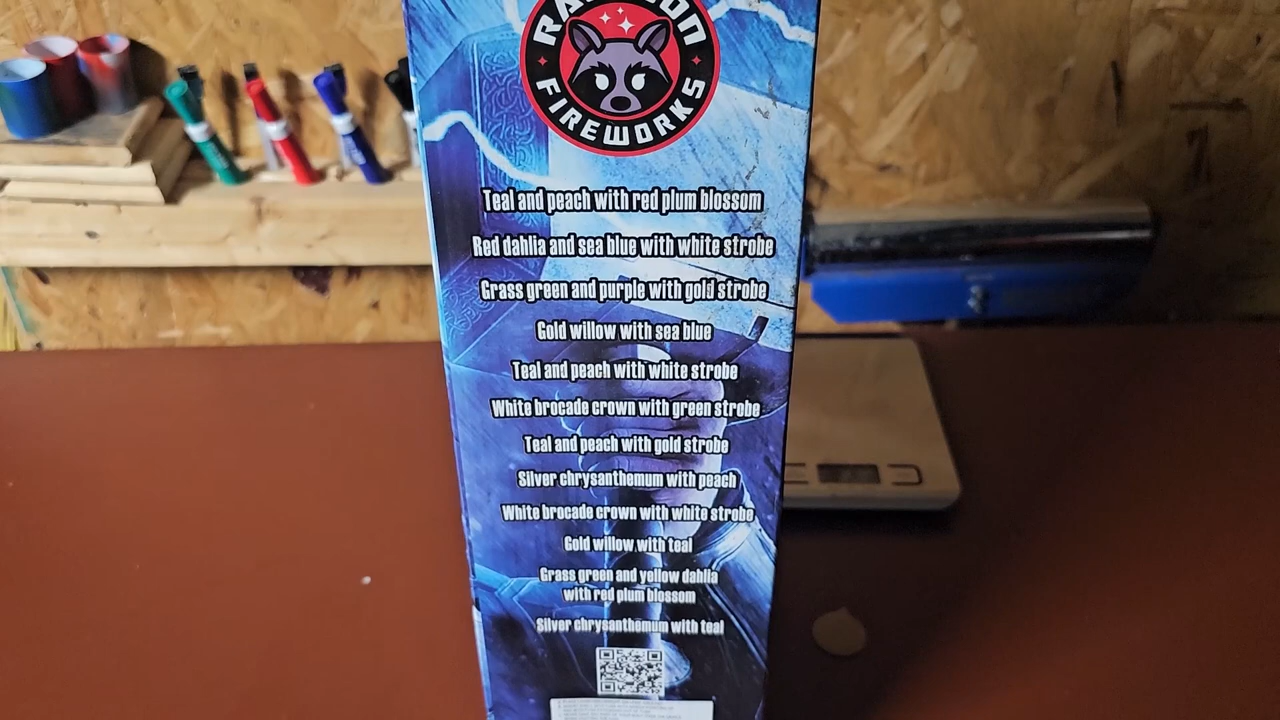 FIREWORKS
Teal and peach with red plum blossom
Red dahlia and sea blue with white strobe
Grass green and purple with gold strobe
Gold willow with sea blue
Teal and peach with white strobe
White brocade crown with green strobe
Teal and peach with gold strobe
Silver chrysanthemum with peach
White brocade crown with white strobe
Gold willow with teal
Grass green and yellow dahlia
with red plum blossom
Silver chrysanthemum with teal